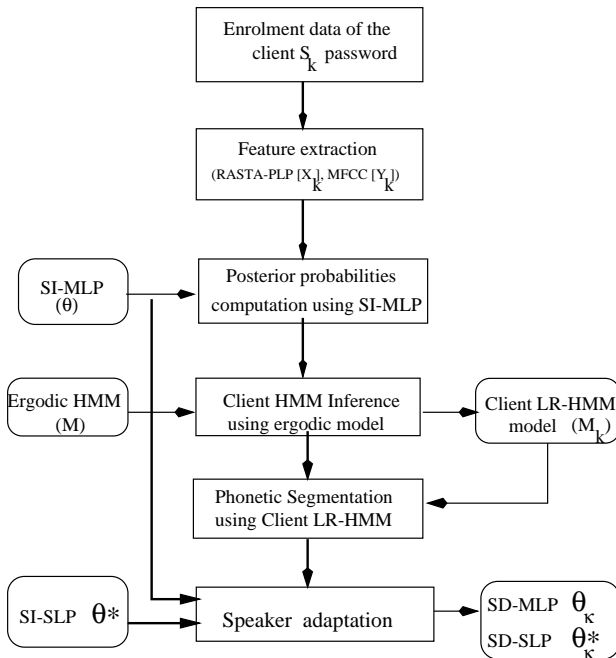 Enrolment data of the
client S_k password
Feature extraction
(RASTA-PLP [X_k], MFCC [Y_k])
SI-MLP
(θ)
Posterior probabilities
computation using SI-MLP
Ergodic HMM
(M)
Client HMM Inference
using ergodic model
Client LR-HMM
model (M_k)
Phonetic Segmentation
using Client LR-HMM
SI-SLP θ*
Speaker adaptation
SD-MLP θ_κ
SD-SLP θ*_κ